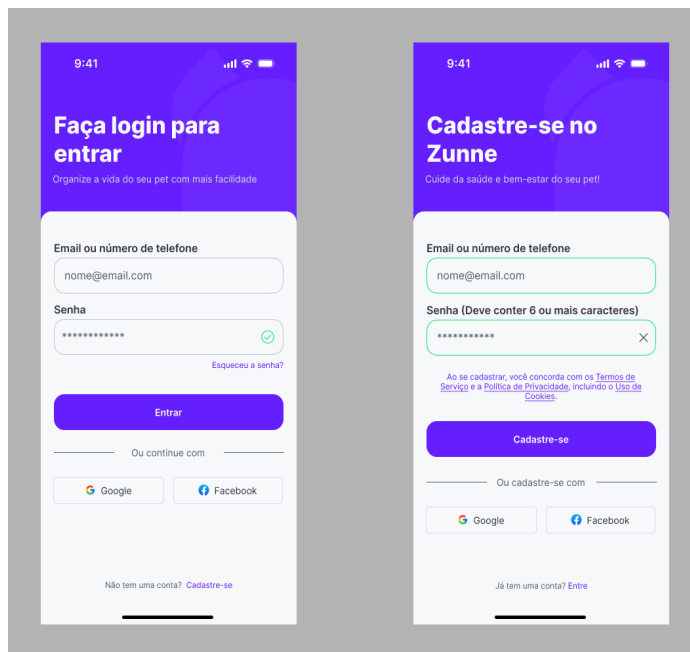 9:41
Faça login para
entrar
Organize a vida do seu pet com mais facilidade
Email ou número de telefone
nome@email.com
Senha
************
Esqueceu a senha?
Entrar
Ou continue com
Google
Facebook
Não tem uma conta? Cadastre-se
9:41
Cadastre-se no
Zunne
Cuide da saúde e bem-estar do seu pet!
Email ou número de telefone
nome@email.com
Senha (Deve conter 6 ou mais caracteres)
***********
Ao se cadastrar, você concorda com os Termos de
Serviço e a Política de Privacidade, incluindo o Uso de
Cookies.
Cadastre-se
Ou cadastre-se com
Google
Facebook
Já tem uma conta? Entre